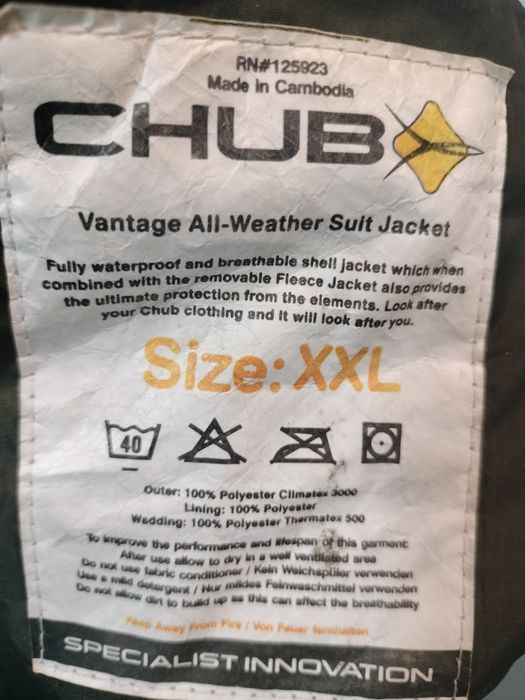 RN#125923
Made in Cambodia
CHUB
Vantage All-Weather Suit Jacket
Fully waterproof and breathable shell jacket which when
combined with the removable Fleece Jacket also provides
the ultimate protection from the elements. Look after
your Chub clothing and it will look after you.
Size: XXL
40
Outer: 100% Polyester Climatex 3000
Lining: 100% Polyester
Wadding: 100% Polyester Thermatex 500
To improve the performance and lifespan of this garment:
After use allow to dry in a well ventilated area
Do not use fabric conditioner / Kein Weichspüler verwenden
Use a mild detergent / Nur mildes Feinwaschmittel verwenden
Do not allow dirt to build up as this can affect the breathability
Keep Away From Fire / Von Feuer fernhalten
SPECIALIST INNOVATION